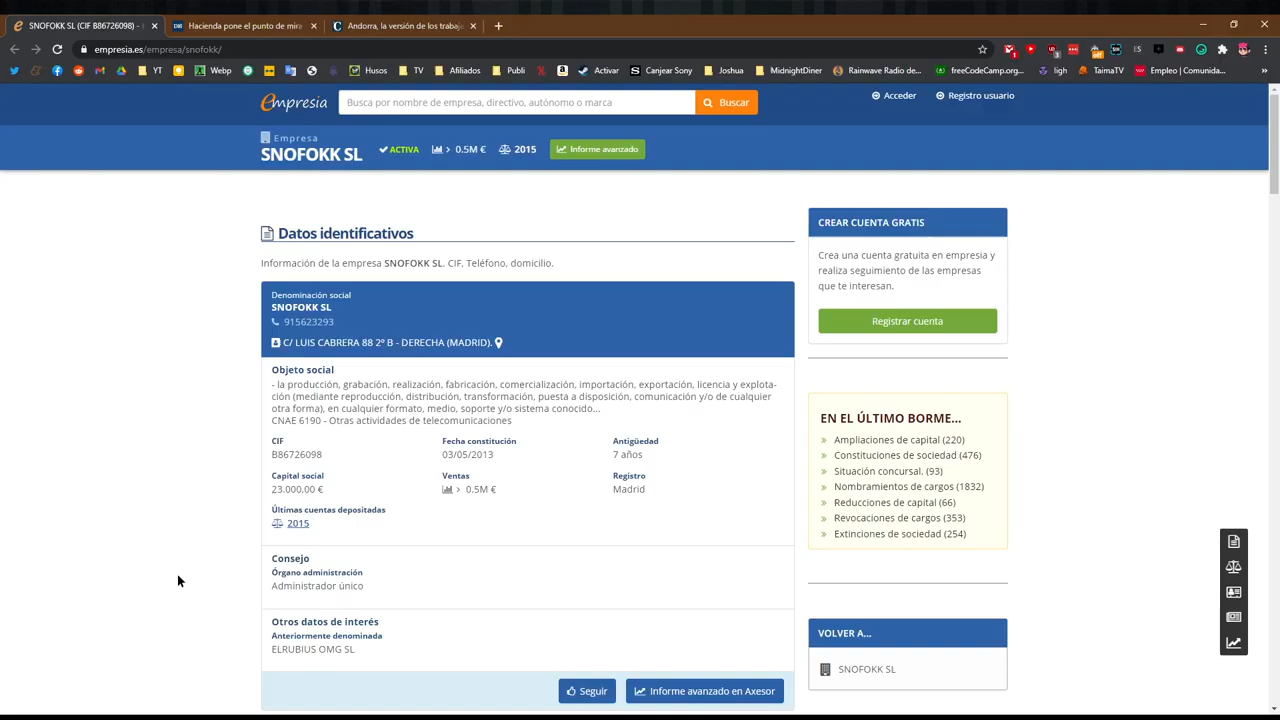 SNOFOKK SL (CIF B86726098) -
Hacienda pone el punto de mira
Andorra, la versión de los trabaj
empresia.es/empresa/snofokk/
YT
Webp
Husos
TV
Afiliados
Publi
Activar
Canjear Sony
Joshua
MidnightDiner
Rainwave Radio de...
freeCodeCamp.org...
ligh
TaimaTV
Empleo | Comunida...
empresia
Busca por nombre de empresa, directivo, autónomo o marca
Buscar
Acceder
Registro usuario
Empresa
SNOFOKK SL
ACTIVA
> 0.5M €
2015
Informe avanzado
Datos identificativos
Información de la empresa SNOFOKK SL. CIF, Teléfono, domicilio.
Denominación social
SNOFOKK SL
915623293
C/ LUIS CABRERA 88 2º B - DERECHA (MADRID).
Objeto social
- la producción, grabación, realización, fabricación, comercialización, importación, exportación, licencia y explota-
ción (mediante reproducción, distribución, transformación, puesta a disposición, comunicación y/o de cualquier
otra forma), en cualquier formato, medio, soporte y/o sistema conocido...
CNAE 6190 - Otras actividades de telecomunicaciones
CIF
Fecha constitución
Antigüedad
B86726098
03/05/2013
7 años
Capital social
Ventas
Registro
23.000,00 €
> 0.5M €
Madrid
Últimas cuentas depositadas
2015
Consejo
Órgano administración
Administrador único
Otros datos de interés
Anteriormente denominada
ELRUBIUS OMG SL
Seguir
Informe avanzado en Axesor
CREAR CUENTA GRATIS
Crea una cuenta gratuita en empresia y
realiza seguimiento de las empresas
que te interesan.
Registrar cuenta
EN EL ÚLTIMO BORME...
» Ampliaciones de capital (220)
» Constituciones de sociedad (476)
» Situación concursal. (93)
» Nombramientos de cargos (1832)
» Reducciones de capital (66)
» Revocaciones de cargos (353)
» Extinciones de sociedad (254)
VOLVER A...
SNOFOKK SL